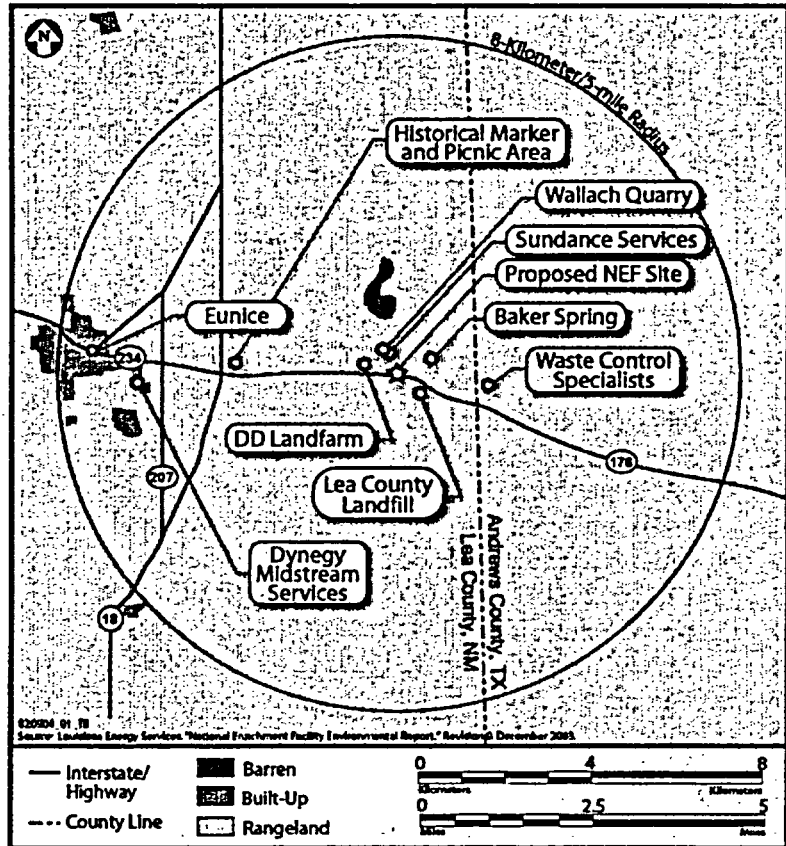 N
8-Kilometer/5-mile Radius
Historical Marker
and Picnic Area
Wallach Quarry
Sundance Services
Proposed NEF Site
Eunice
Baker Spring
234
Waste Control
Specialists
DD Landfarm
176
207
Lea County
Landfill
Dynegy
Midstream
Services
18
Andrews County, TX
Lea County, NM
Source: Louisiana Energy Services. "National Enrichment Facility Environmental Report." December 2003.
Interstate/
Highway
County Line
Barren
Built-Up
Rangeland
0 4 8
Kilometers Kilometers
0 2.5 5
Miles Miles